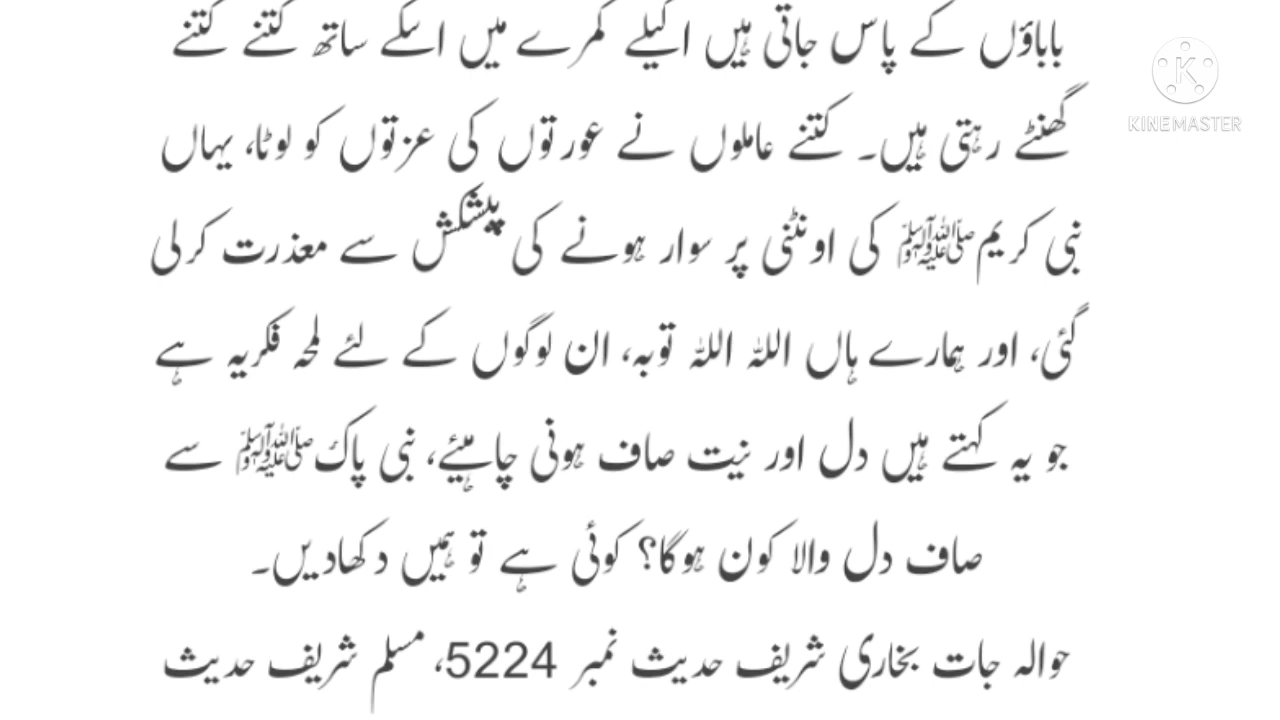 باباؤں کے پاس جاتی ہیں اکیلے کمرے میں اسکے ساتھ کتنے کتنے
گھنٹے رہتی ہیں۔ کتنے عاملوں نے عورتوں کی عزتوں کو لوٹا، یہاں
نبی کریمﷺ کی اونٹنی پر سوار ہونے کی پیشکش سے معذرت کرلی
گئی، اور ہمارے ہاں اللہ اللہ توبہ، ان لوگوں کے لئے لمحہ فکریہ ہے
جو یہ کہتے ہیں دل اور نیت صاف ہونی چاہیئے، نبی پاکﷺ سے
صاف دل والا کون ہوگا؟ کوئی ہے تو ہمیں دکھادیں۔
حوالہ جات بخاری شریف حدیث نمبر 5224، مسلم شریف حدیث
K
KINEMASTER